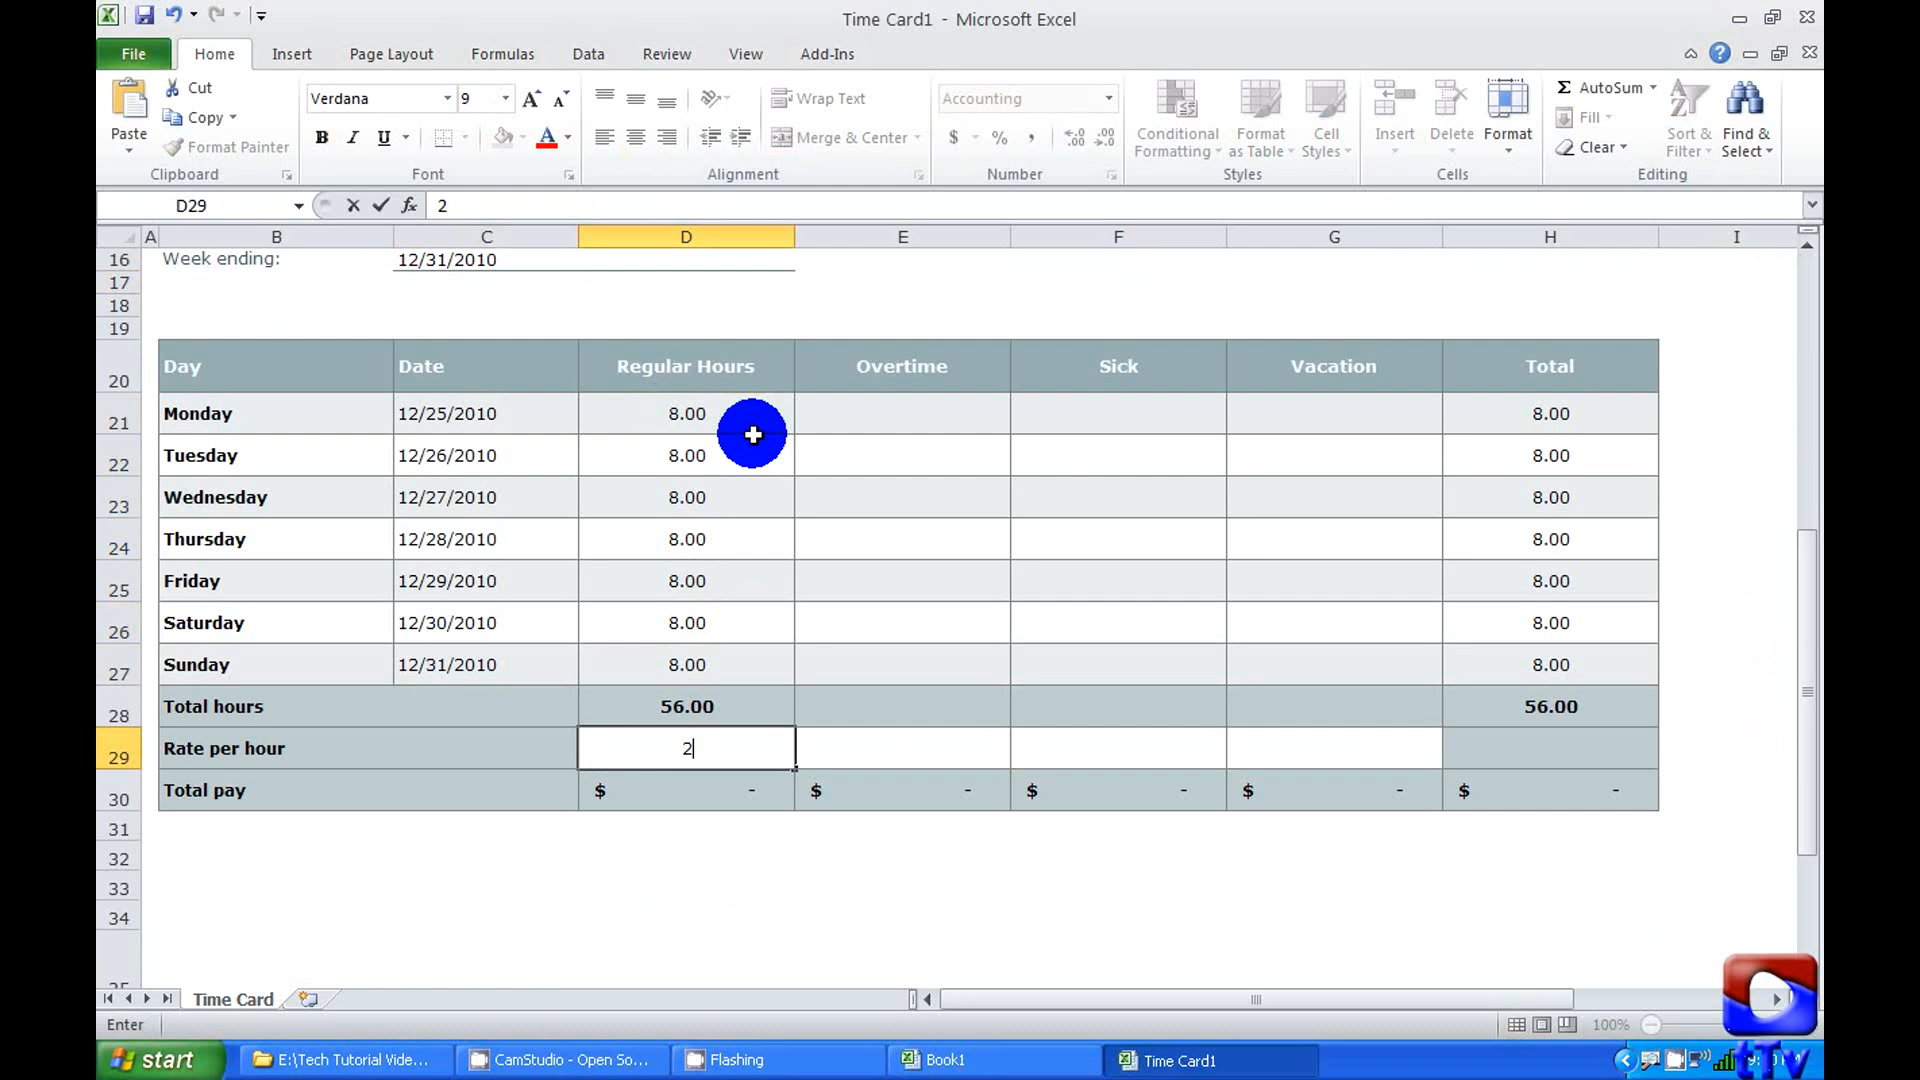 Time Card1 - Microsoft Excel
File Home Insert Page Layout Formulas Data Review View Add-Ins
Paste Cut Copy Format Painter Clipboard
Verdana 9 B I U A Font
Wrap Text Merge & Center Alignment
Accounting $ % , Number
Conditional Formatting Format as Table Cell Styles Styles
Insert Delete Format Cells
Σ AutoSum Fill Clear Sort & Filter Find & Select Editing
D29 fx 2
A B C D E F G H I
16 Week ending: 12/31/2010
17
18
19
20 Day Date Regular Hours Overtime Sick Vacation Total
21 Monday 12/25/2010 8.00 8.00
22 Tuesday 12/26/2010 8.00 8.00
23 Wednesday 12/27/2010 8.00 8.00
24 Thursday 12/28/2010 8.00 8.00
25 Friday 12/29/2010 8.00 8.00
26 Saturday 12/30/2010 8.00 8.00
27 Sunday 12/31/2010 8.00 8.00
28 Total hours 56.00 56.00
29 Rate per hour 2
30 Total pay $ - $ - $ - $ - $ -
31
32
33
34
Time Card
Enter 100%
start E:\Tech Tutorial Vide... CamStudio - Open So... Flashing Book1 Time Card1
tTv